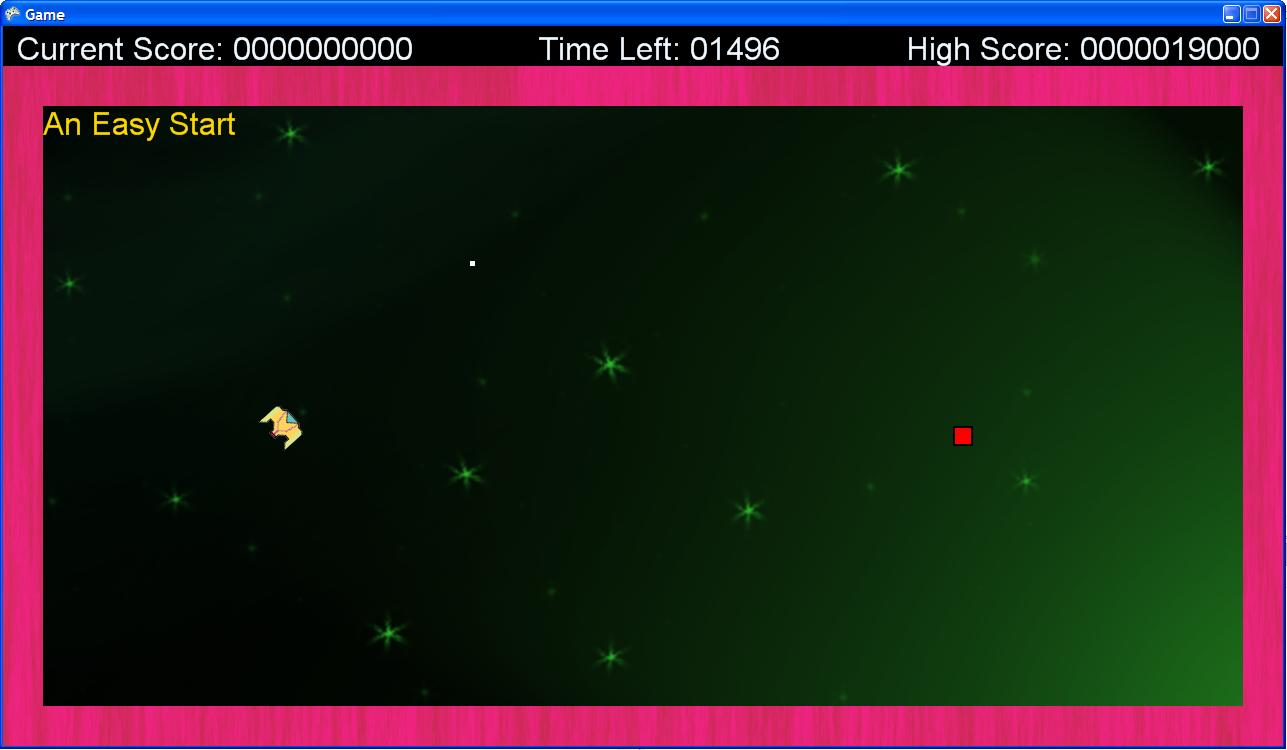 Game
Current Score: 0000000000 Time Left: 01496 High Score: 0000019000
An Easy Start